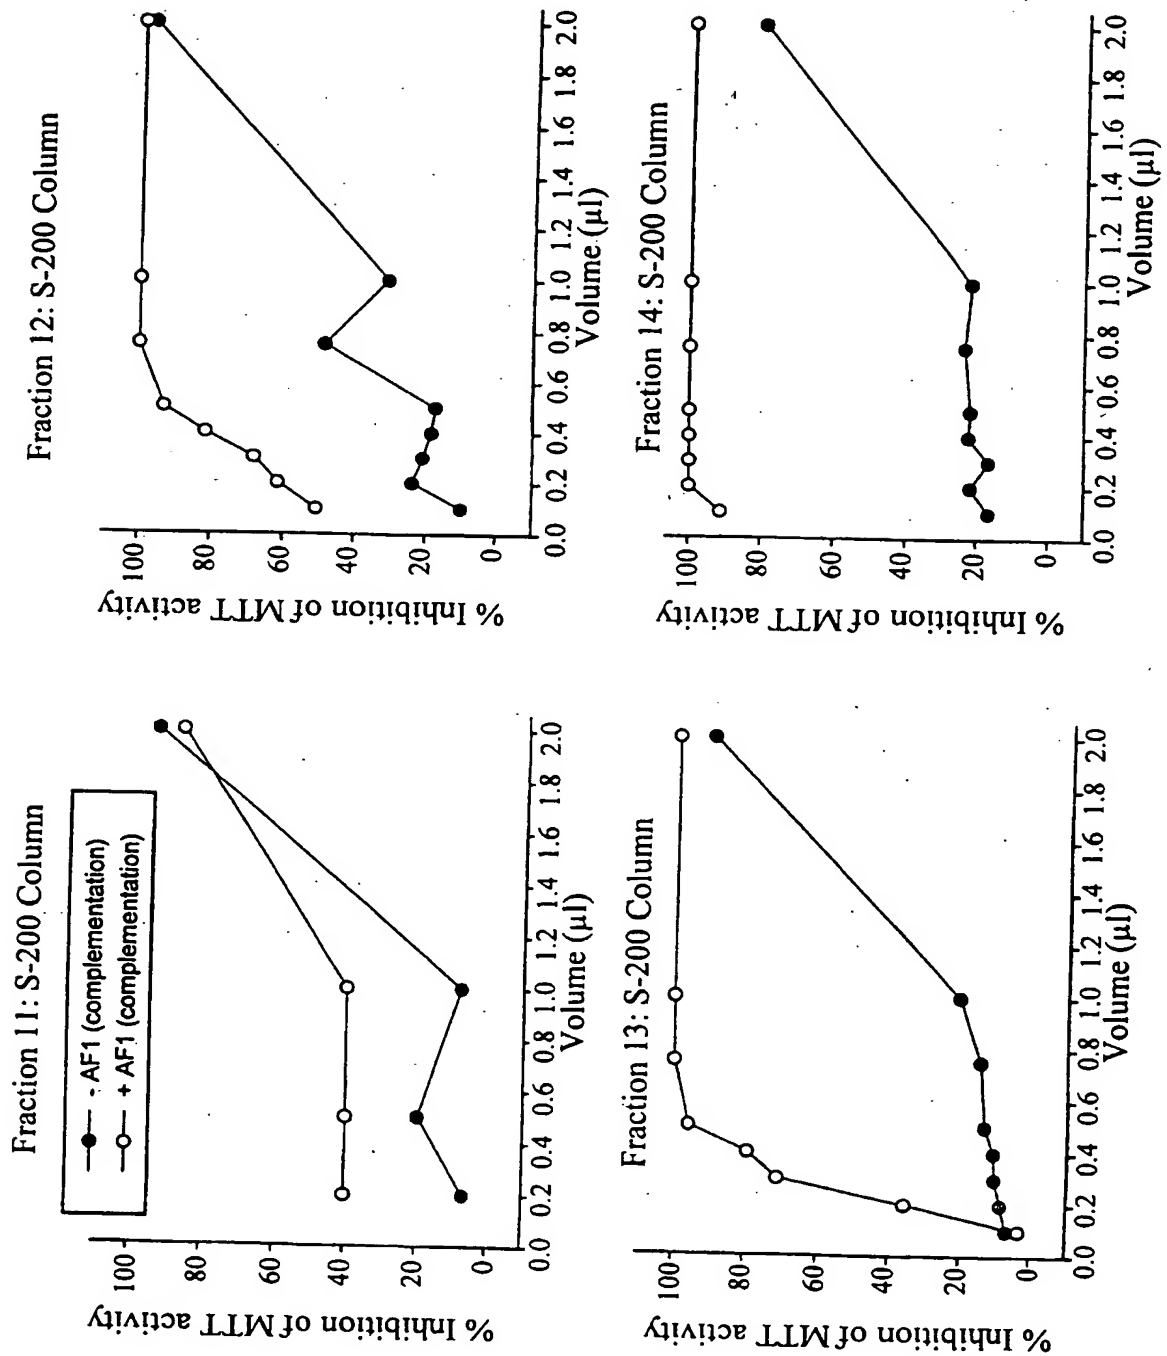 Fraction 11: S-200 Column
- AF1 (complementation)
+ AF1 (complementation)
% Inhibition of MTT activity
100
80
60
40
20
0
0.0 0.2 0.4 0.6 0.8 1.0 1.2 1.4 1.6 1.8 2.0
Volume (µl)
Fraction 12: S-200 Column
% Inhibition of MTT activity
100
80
60
40
20
0
0.0 0.2 0.4 0.6 0.8 1.0 1.2 1.4 1.6 1.8 2.0
Volume (µl)
Fraction 13: S-200 Column
% Inhibition of MTT activity
100
80
60
40
20
0
0.0 0.2 0.4 0.6 0.8 1.0 1.2 1.4 1.6 1.8 2.0
Volume (µl)
Fraction 14: S-200 Column
% Inhibition of MTT activity
100
80
60
40
20
0
0.0 0.2 0.4 0.6 0.8 1.0 1.2 1.4 1.6 1.8 2.0
Volume (µl)